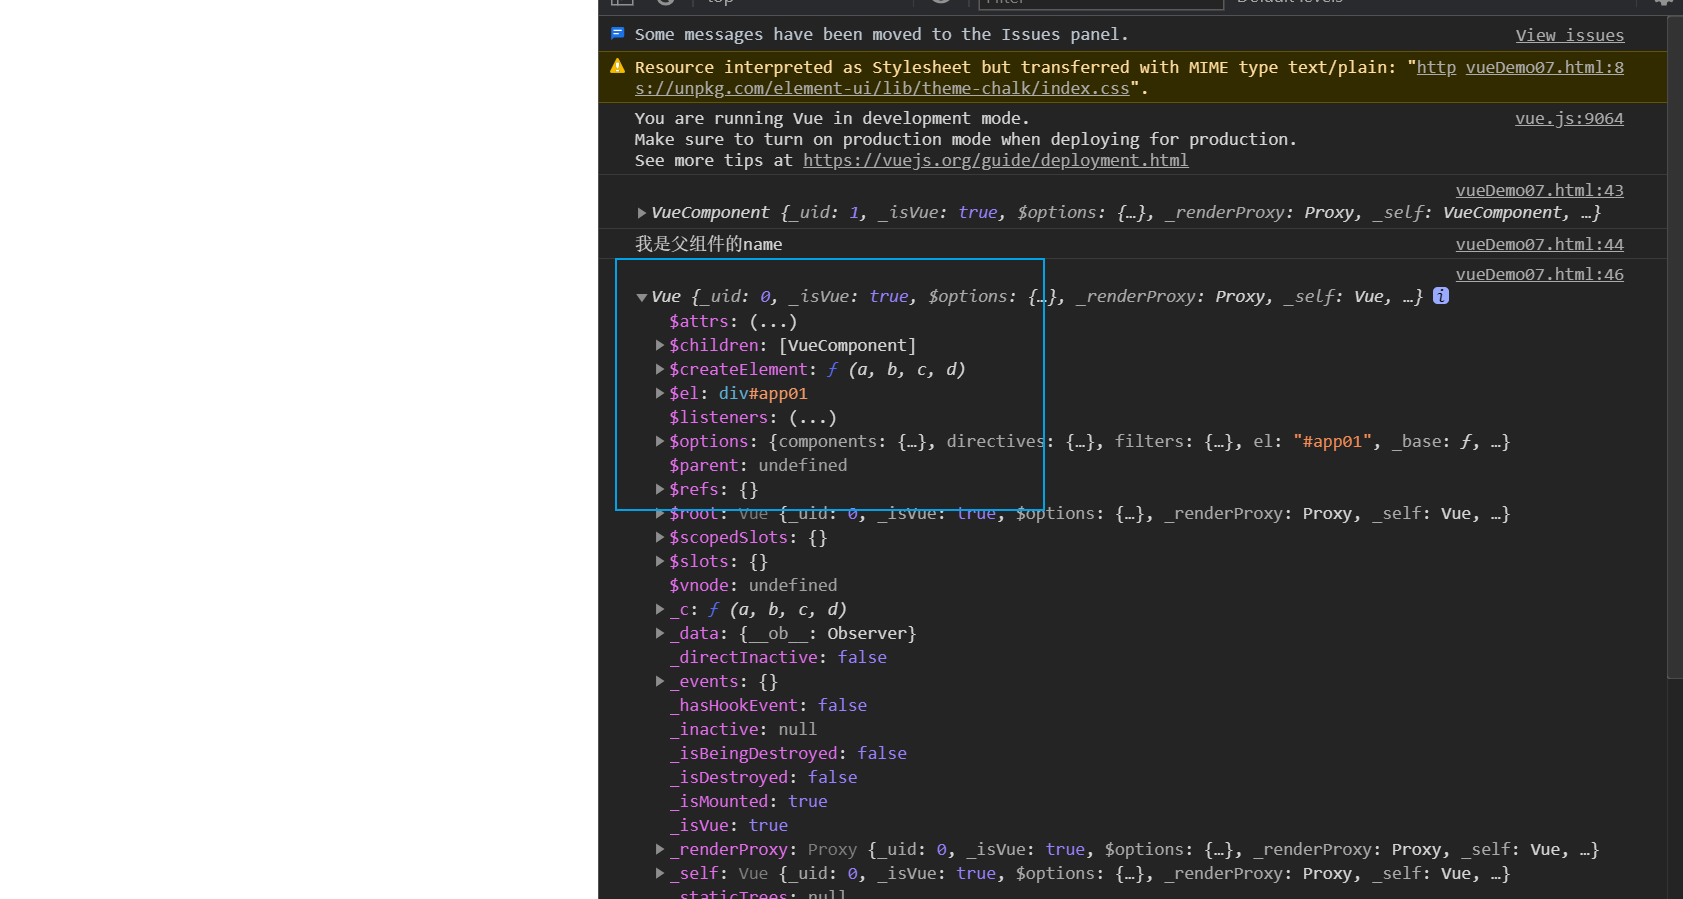 top Filter Default levels
Some messages have been moved to the Issues panel. View issues
Resource interpreted as Stylesheet but transferred with MIME type text/plain: "http vueDemo07.html:8
s://unpkg.com/element-ui/lib/theme-chalk/index.css".
You are running Vue in development mode. vue.js:9064
Make sure to turn on production mode when deploying for production.
See more tips at https://vuejs.org/guide/deployment.html
vueDemo07.html:43
VueComponent {_uid: 1, _isVue: true, $options: {…}, _renderProxy: Proxy, _self: VueComponent, …}
我是父组件的name vueDemo07.html:44
vueDemo07.html:46
Vue {_uid: 0, _isVue: true, $options: {…}, _renderProxy: Proxy, _self: Vue, …} i
$attrs: (...)
$children: [VueComponent]
$createElement: ƒ (a, b, c, d)
$el: div#app01
$listeners: (...)
$options: {components: {…}, directives: {…}, filters: {…}, el: "#app01", _base: ƒ, …}
$parent: undefined
$refs: {}
$root: Vue {_uid: 0, _isVue: true, $options: {…}, _renderProxy: Proxy, _self: Vue, …}
$scopedSlots: {}
$slots: {}
$vnode: undefined
_c: ƒ (a, b, c, d)
_data: {__ob__: Observer}
_directInactive: false
_events: {}
_hasHookEvent: false
_inactive: null
_isBeingDestroyed: false
_isDestroyed: false
_isMounted: true
_isVue: true
_renderProxy: Proxy {_uid: 0, _isVue: true, $options: {…}, _renderProxy: Proxy, _self: Vue, …}
_self: Vue {_uid: 0, _isVue: true, $options: {…}, _renderProxy: Proxy, _self: Vue, …}
_staticTrees: null